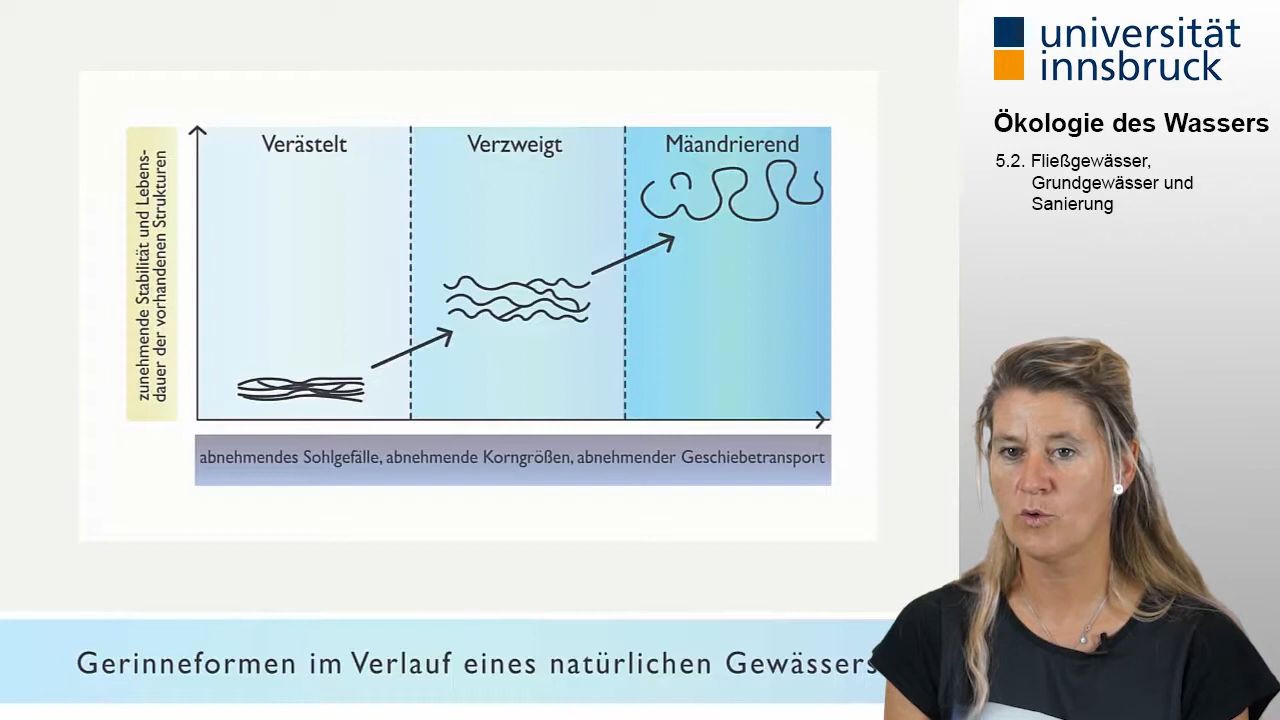 universität
innsbruck
Ökologie des Wassers
5.2. Fließgewässer,
Grundgewässer und
Sanierung
Verästelt
Verzweigt
Mäandrierend
zunehmende Stabilität und Lebens-
dauer der vorhandenen Strukturen
abnehmendes Sohlgefälle, abnehmende Korngrößen, abnehmender Geschiebetransport
Gerinneformen im Verlauf eines natürlichen Gewässers